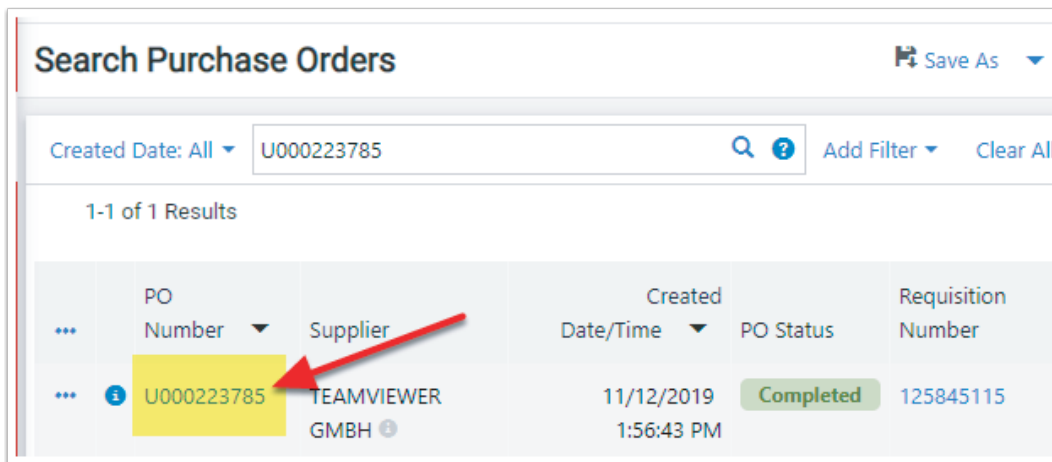 Search Purchase Orders
Save As
Created Date: All
U000223785
Add Filter
Clear All
1-1 of 1 Results
PO Number
Supplier
Created Date/Time
PO Status
Requisition Number
U000223785
TEAMVIEWER GMBH
11/12/2019 1:56:43 PM
Completed
125845115